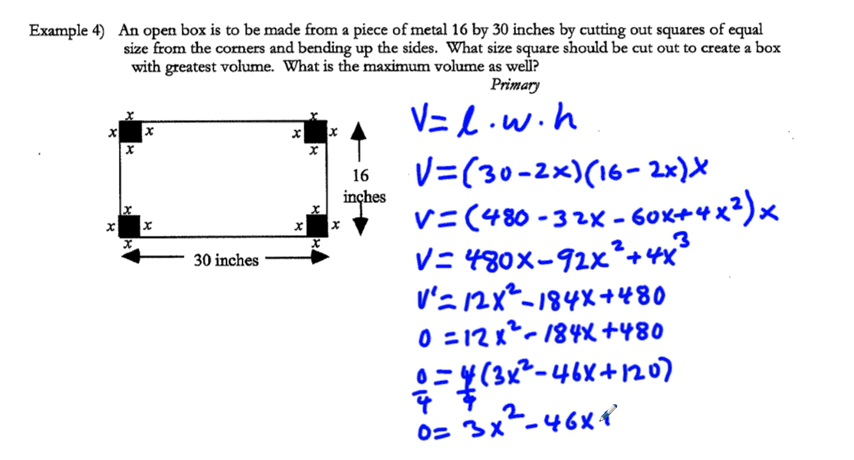 Example 4) An open box is to be made from a piece of metal 16 by 30 inches by cutting out squares of equal
size from the corners and bending up the sides. What size square should be cut out to create a box
with greatest volume. What is the maximum volume as well?
Primary
x x
x x x x
x x
16
inches
x x
x x x x
x x
30 inches
V = l · w · h
V = (30 - 2x)(16 - 2x)x
V = (480 - 32x - 60x + 4x²)x
V = 480x - 92x² + 4x³
V' = 12x² - 184x + 480
0 = 12x² - 184x + 480
0/4 = 4/4 (3x² - 46x + 120)
0 = 3x² - 46x